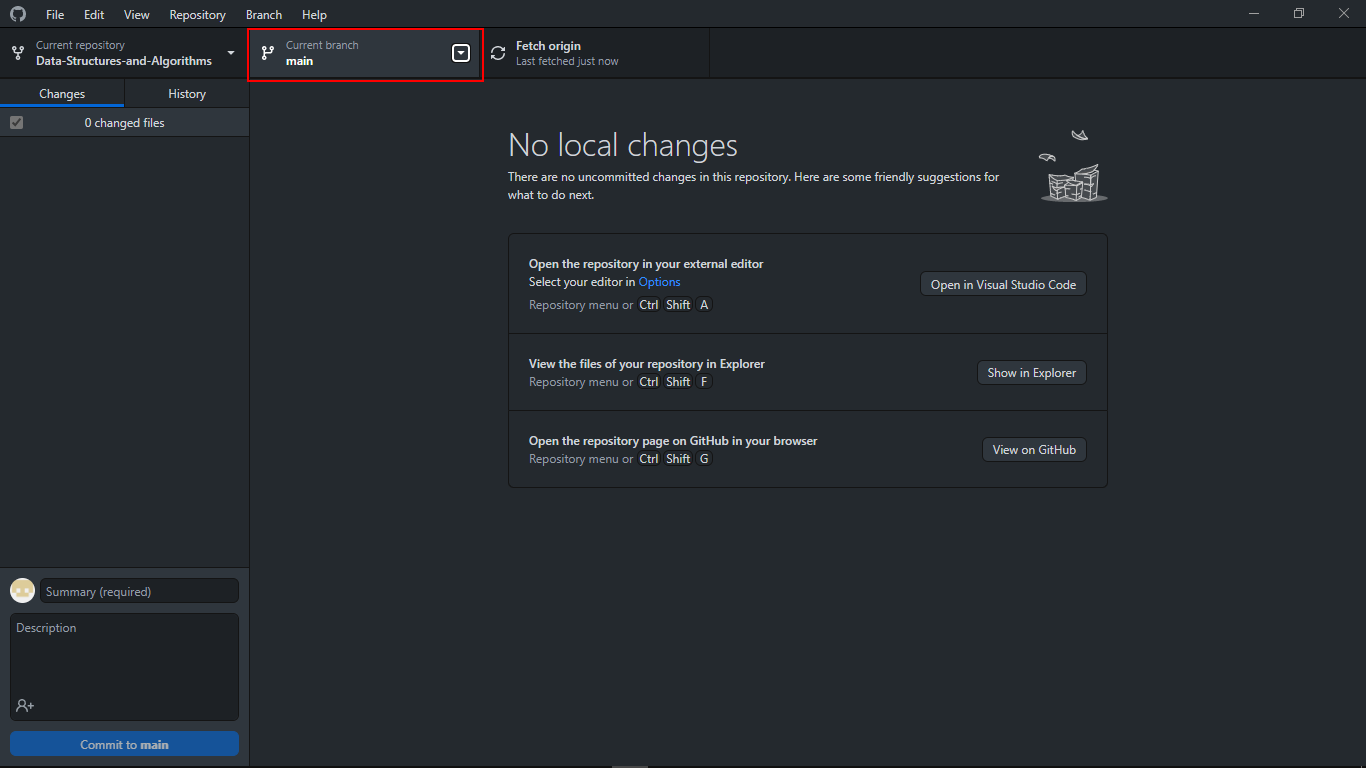 File Edit View Repository Branch Help
Current repository
Data-Structures-and-Algorithms
Current branch
main
Fetch origin
Last fetched just now
Changes History
0 changed files
No local changes
There are no uncommitted changes in this repository. Here are some friendly suggestions for
what to do next.
Open the repository in your external editor
Select your editor in Options
Repository menu or Ctrl Shift A
Open in Visual Studio Code
View the files of your repository in Explorer
Repository menu or Ctrl Shift F
Show in Explorer
Open the repository page on GitHub in your browser
Repository menu or Ctrl Shift G
View on GitHub
Summary (required)
Description
Commit to main